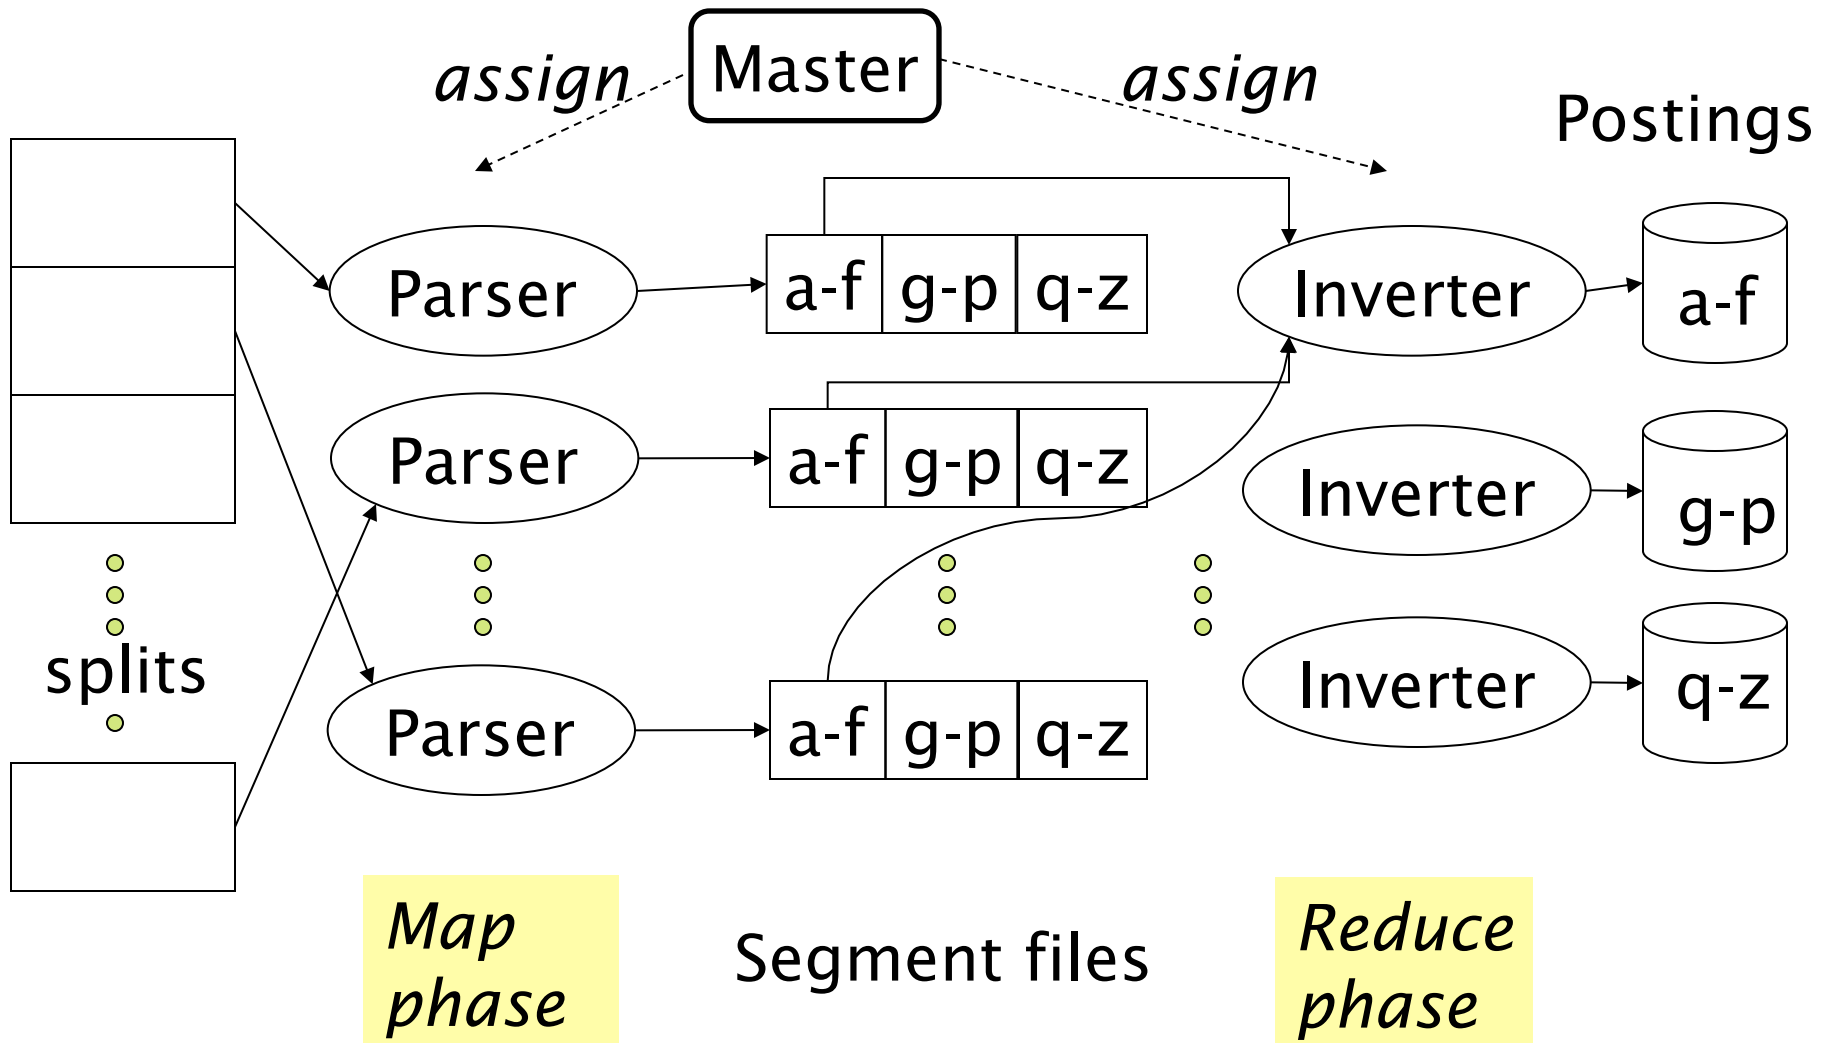 Master
assign
assign
Postings
Parser
a-f g-p q-z
Inverter
a-f
Parser
a-f g-p q-z
Inverter
g-p
splits
Parser
a-f g-p q-z
Inverter
q-z
Map
phase
Segment files
Reduce
phase